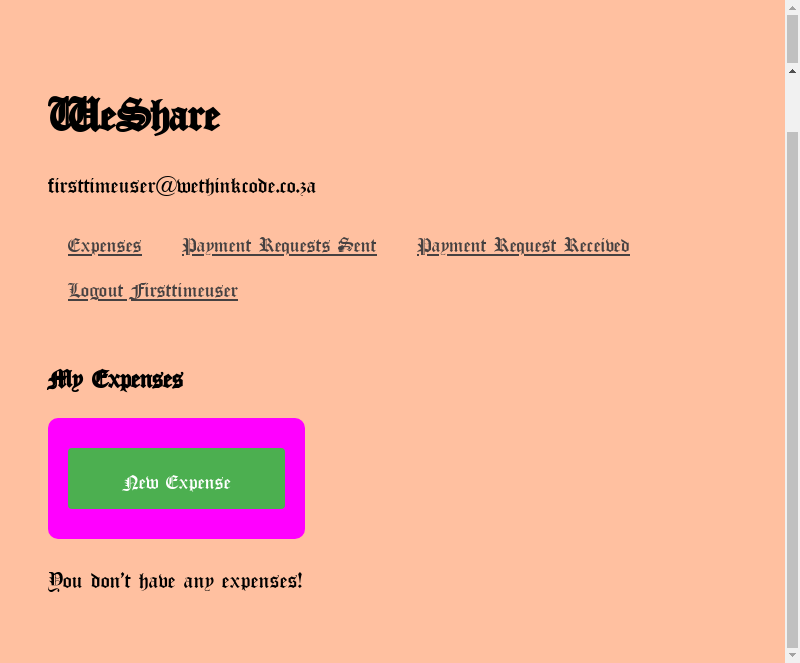 WeShare
firsttimeuser@wethinkcode.co.za
Expenses Payment Requests Sent Payment Request Received
Logout Firsttimeuser
My Expenses
New Expense
You don't have any expenses!